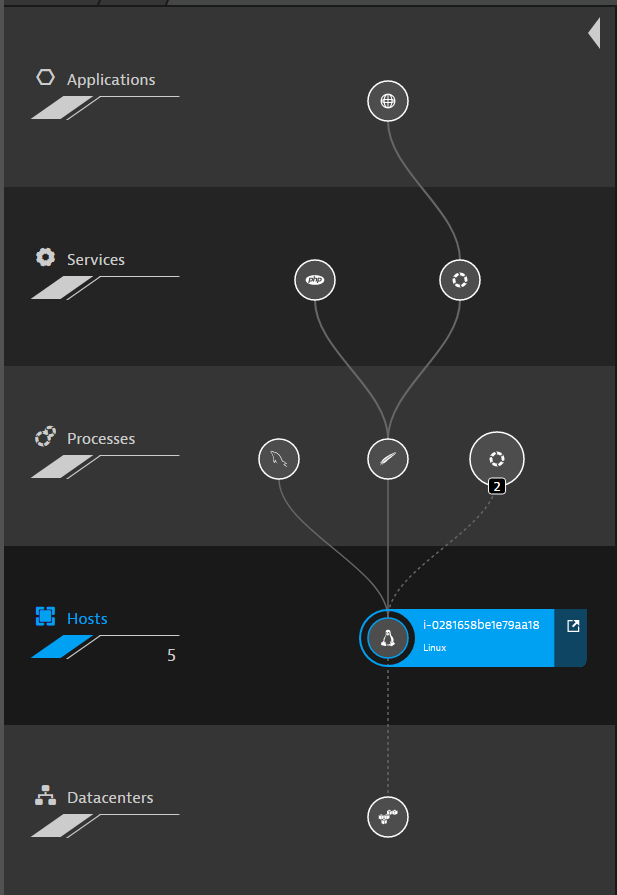 Applications
Services
php
Processes
2
Hosts
5
i-0281658be1e79aa18
Linux
Datacenters